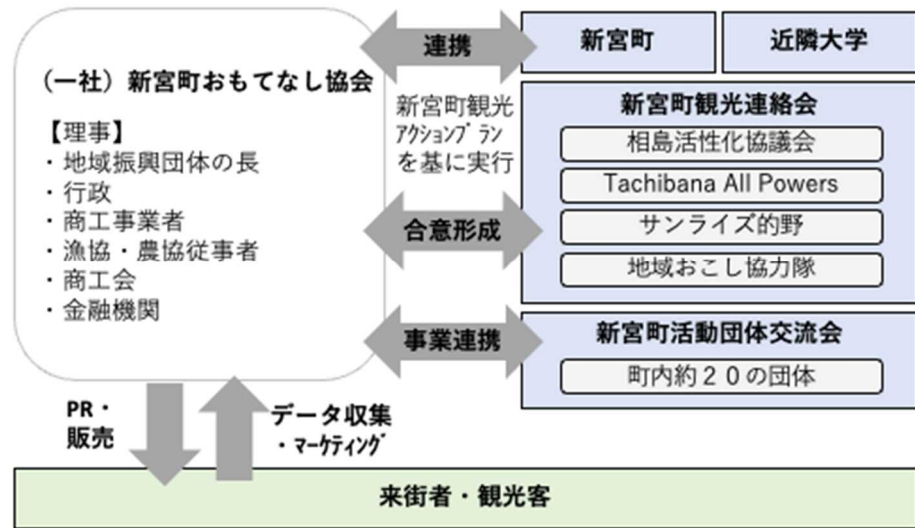 (一社)新宮町おもてなし協会
【理事】
・地域振興団体の長
・行政
・商工事業者
・漁協・農協従事者
・商工会
・金融機関
連携
新宮町観光
ｱｸｼｮﾝﾌﾟﾗﾝ
を基に実行
合意形成
事業連携
新宮町
近隣大学
新宮町観光連絡会
相島活性化協議会
Tachibana All Powers
サンライズ的野
地域おこし協力隊
新宮町活動団体交流会
町内約２０の団体
PR・
販売
データ収集
・ﾏｰｹﾃｨﾝｸﾞ
来街者・観光客